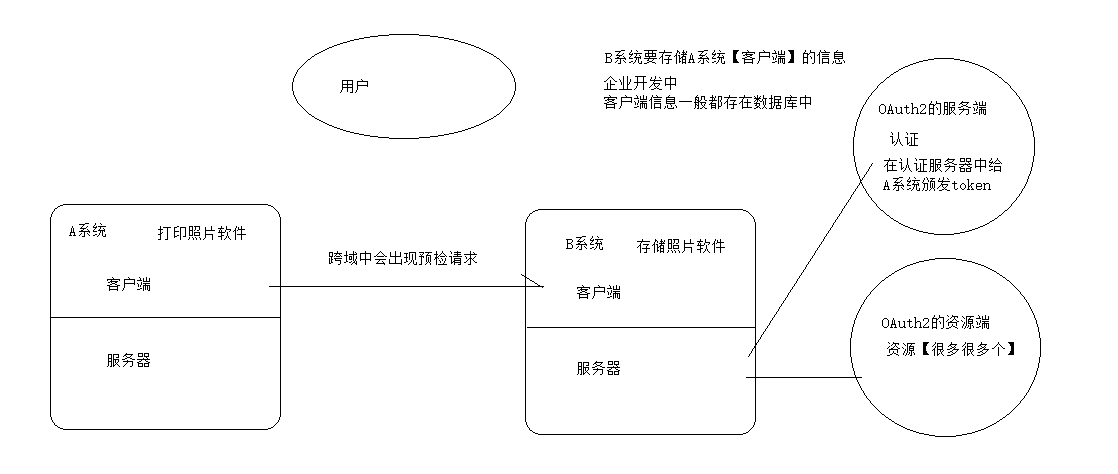 用户
B系统要存储A系统【客户端】的信息
企业开发中
客户端信息一般都存在数据库中
OAuth2的服务端
认证
在认证服务器中给
A系统颁发token
A系统
打印照片软件
客户端
服务器
跨域中会出现预检请求
B系统
存储照片软件
客户端
服务器
OAuth2的资源端
资源【很多很多个】